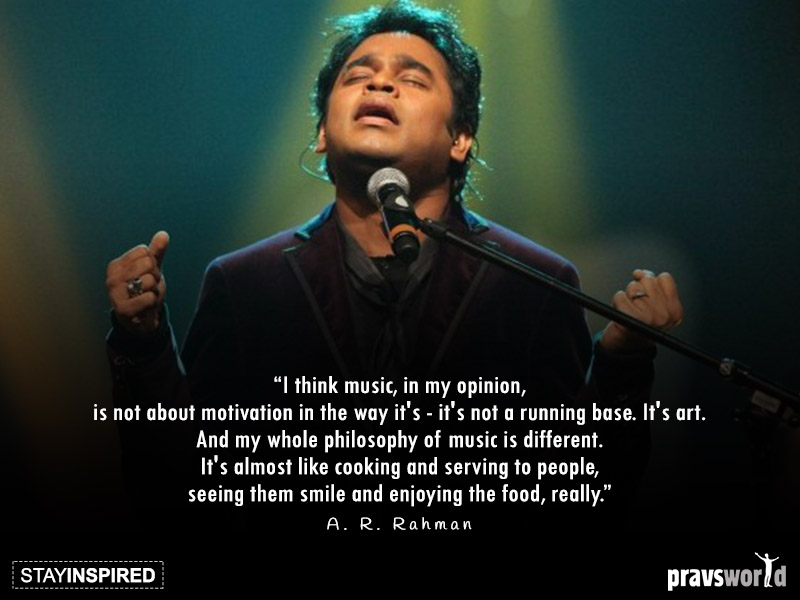 “I think music, in my opinion,
is not about motivation in the way it's - it's not a running base. It's art.
And my whole philosophy of music is different.
It's almost like cooking and serving to people,
seeing them smile and enjoying the food, really.”
A. R. Rahman
STAYINSPIRED
pravsworld